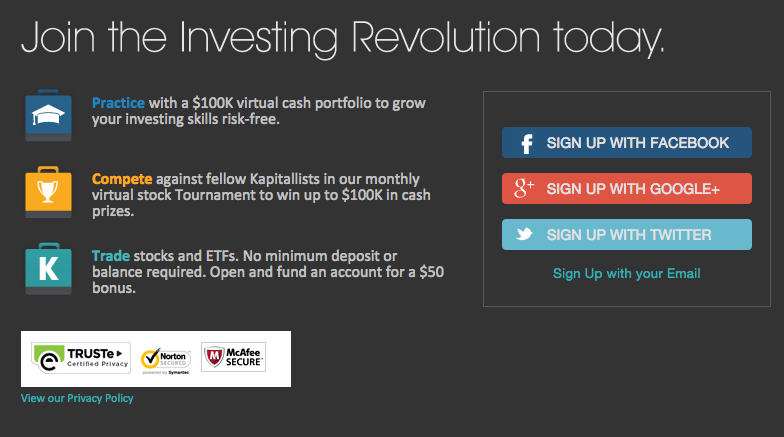 Join the Investing Revolution today.
Practice with a $100K virtual cash portfolio to grow
your investing skills risk-free.
Compete against fellow Kapitallists in our monthly
virtual stock Tournament to win up to $100K in cash
prizes.
K
Trade stocks and ETFs. No minimum deposit or
balance required. Open and fund an account for a $50
bonus.
f SIGN UP WITH FACEBOOK
g+ SIGN UP WITH GOOGLE+
SIGN UP WITH TWITTER
Sign Up with your Email
e TRUSTe
Certified Privacy
Norton
SECURED
powered by Symantec
M McAfee
SECURE™
View our Privacy Policy